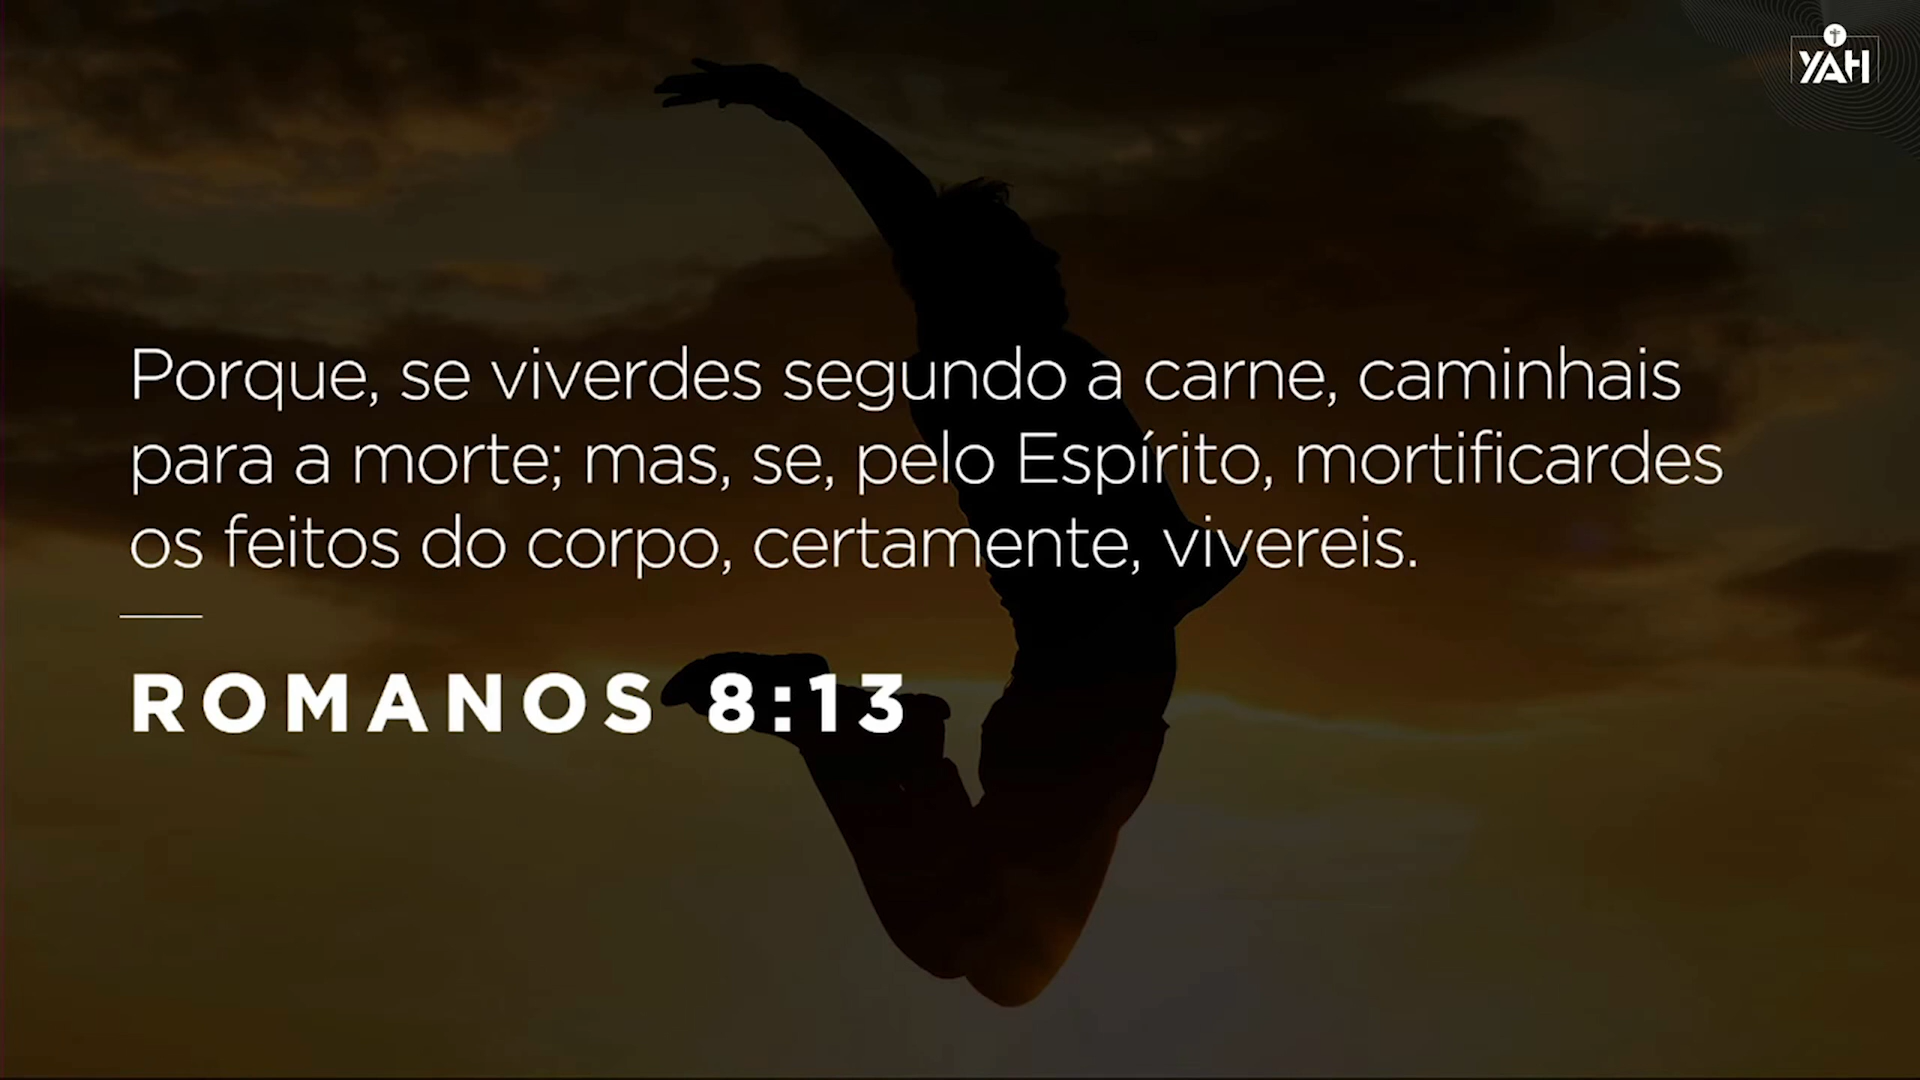 YAH
Porque, se viverdes segundo a carne, caminhais
para a morte; mas, se, pelo Espírito, mortificardes
os feitos do corpo, certamente, vivereis.
ROMANOS 8:13